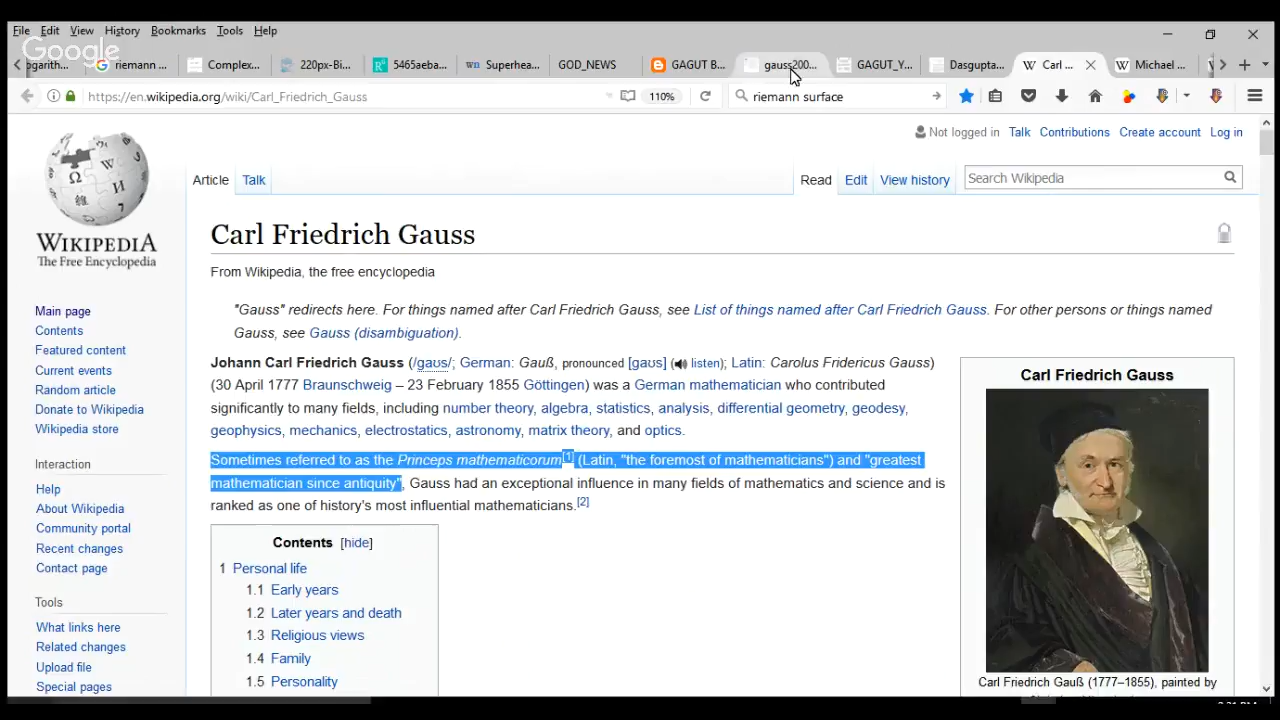 File Edit View History Bookmarks Tools Help
Google
garith... riemann ... Complex... 220px-Bi... 5465aeba... Superhea... GOD_NEWS GAGUT B... gauss200... GAGUT_Y... Dasgupta... Carl ... Michael ...
https://en.wikipedia.org/wiki/Carl_Friedrich_Gauss 110% riemann surface
Not logged in Talk Contributions Create account Log in
Article Talk Read Edit View history Search Wikipedia
WIKIPEDIA
The Free Encyclopedia
Main page
Contents
Featured content
Current events
Random article
Donate to Wikipedia
Wikipedia store
Interaction
Help
About Wikipedia
Community portal
Recent changes
Contact page
Tools
What links here
Related changes
Upload file
Special pages
Carl Friedrich Gauss
From Wikipedia, the free encyclopedia
"Gauss" redirects here. For things named after Carl Friedrich Gauss, see List of things named after Carl Friedrich Gauss. For other persons or things named
Gauss, see Gauss (disambiguation).
Johann Carl Friedrich Gauss (/ɡaʊs/; German: Gauß, pronounced [ɡaʊs] (listen); Latin: Carolus Fridericus Gauss)
(30 April 1777 Braunschweig – 23 February 1855 Göttingen) was a German mathematician who contributed
significantly to many fields, including number theory, algebra, statistics, analysis, differential geometry, geodesy,
geophysics, mechanics, electrostatics, astronomy, matrix theory, and optics.
Sometimes referred to as the Princeps mathematicorum[1] (Latin, "the foremost of mathematicians") and "greatest
mathematician since antiquity", Gauss had an exceptional influence in many fields of mathematics and science and is
ranked as one of history's most influential mathematicians.[2]
Contents [hide]
1 Personal life
1.1 Early years
1.2 Later years and death
1.3 Religious views
1.4 Family
1.5 Personality
Carl Friedrich Gauss
Carl Friedrich Gauß (1777–1855), painted by